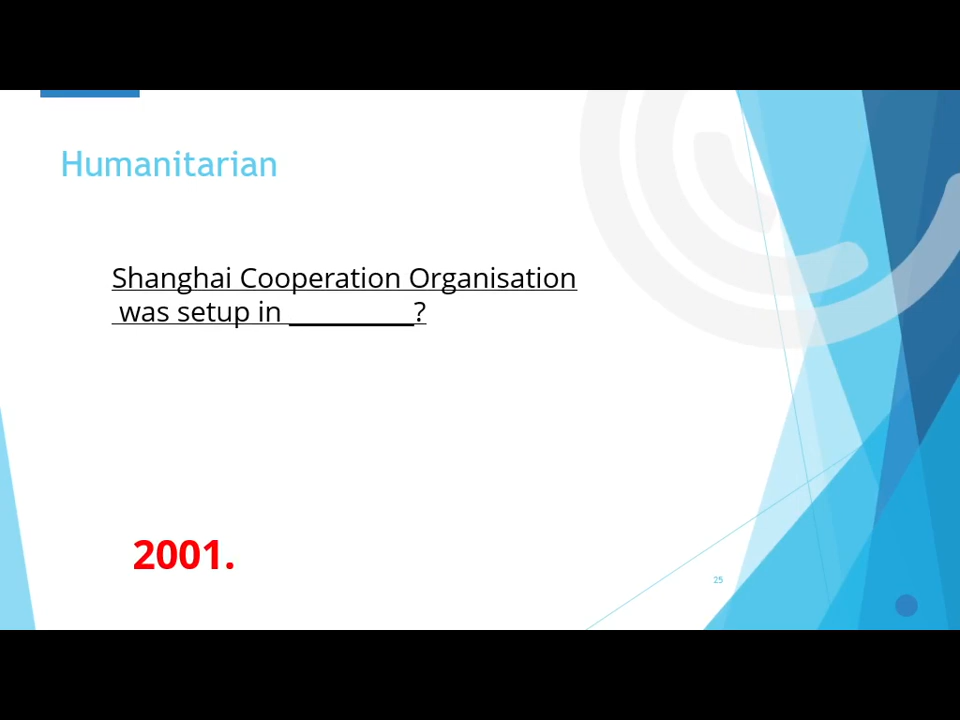 Humanitarian
Shanghai Cooperation Organisation
was setup in _________?
2001.
25